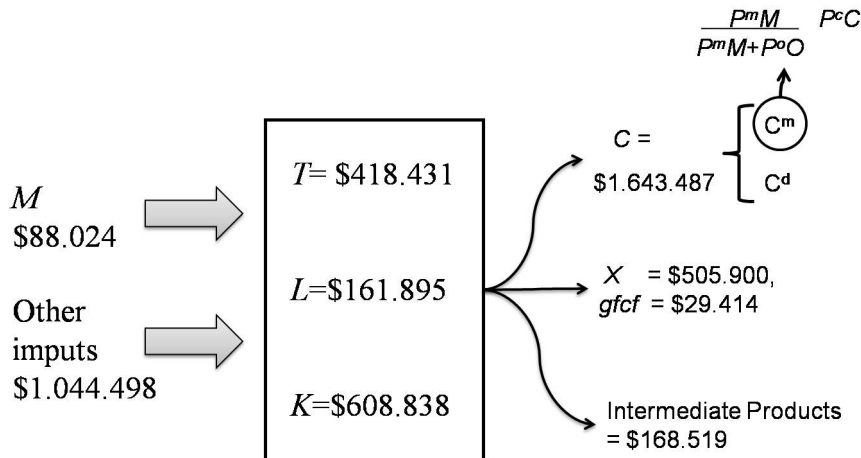 M
$88.024
Other
imputs
$1.044.498
T= $418.431
L=$161.895
K=$608.838
PᵐM
PᵐM+PᵒO
PᶜC
C =
$1.643.487
Cᵐ
Cᵈ
X = $505.900,
gfcf = $29.414
Intermediate Products
= $168.519